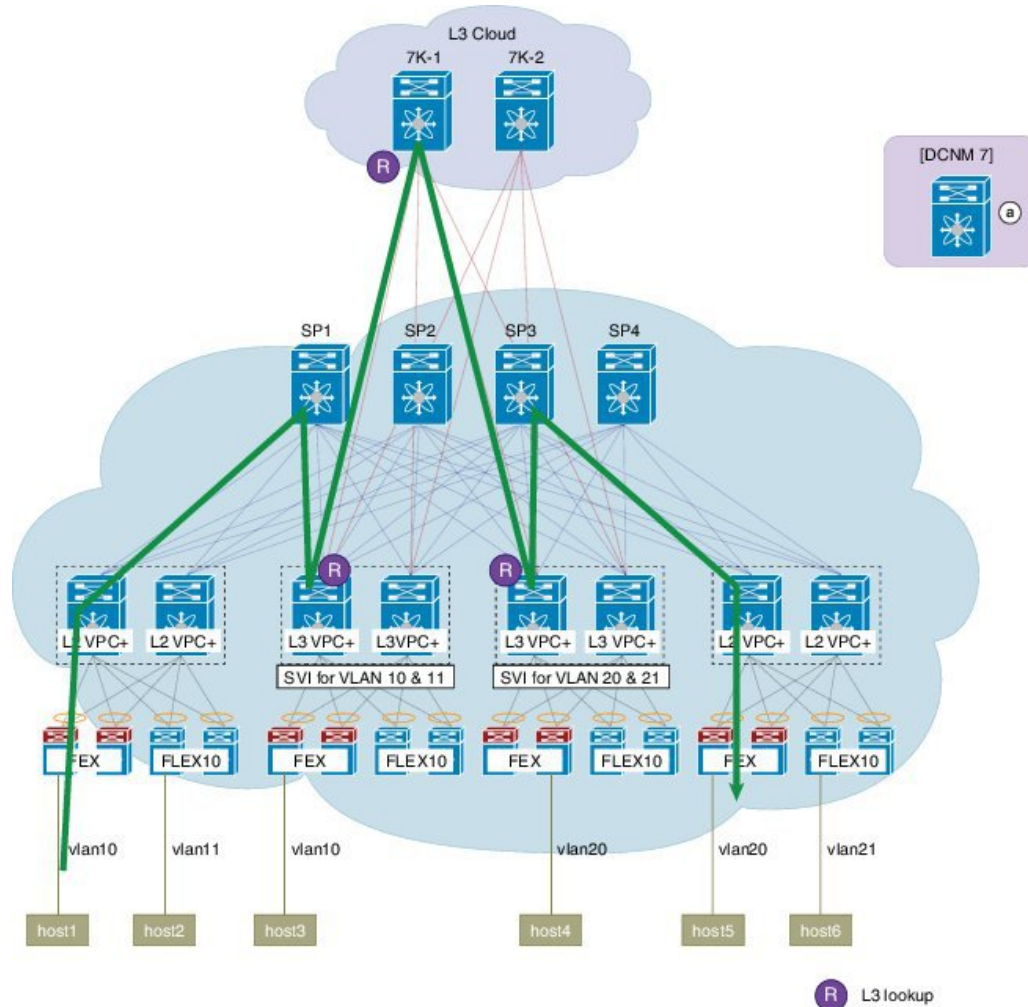 L3 Cloud
7K-1
7K-2
R
[DCNM 7]
a
SP1
SP2
SP3
SP4
R
R
L2 VPC+
L2 VPC+
L3 VPC+
L3VPC+
L3 VPC+
L3 VPC+
L2 VPC+
L2 VPC+
SVI for VLAN 10 & 11
SVI for VLAN 20 & 21
FEX
FLEX10
FEX
FLEX10
FEX
FLEX10
FEX
FLEX10
vlan10
vlan11
vlan10
vlan20
vlan20
vlan21
host1
host2
host3
host4
host5
host6
R L3 lookup